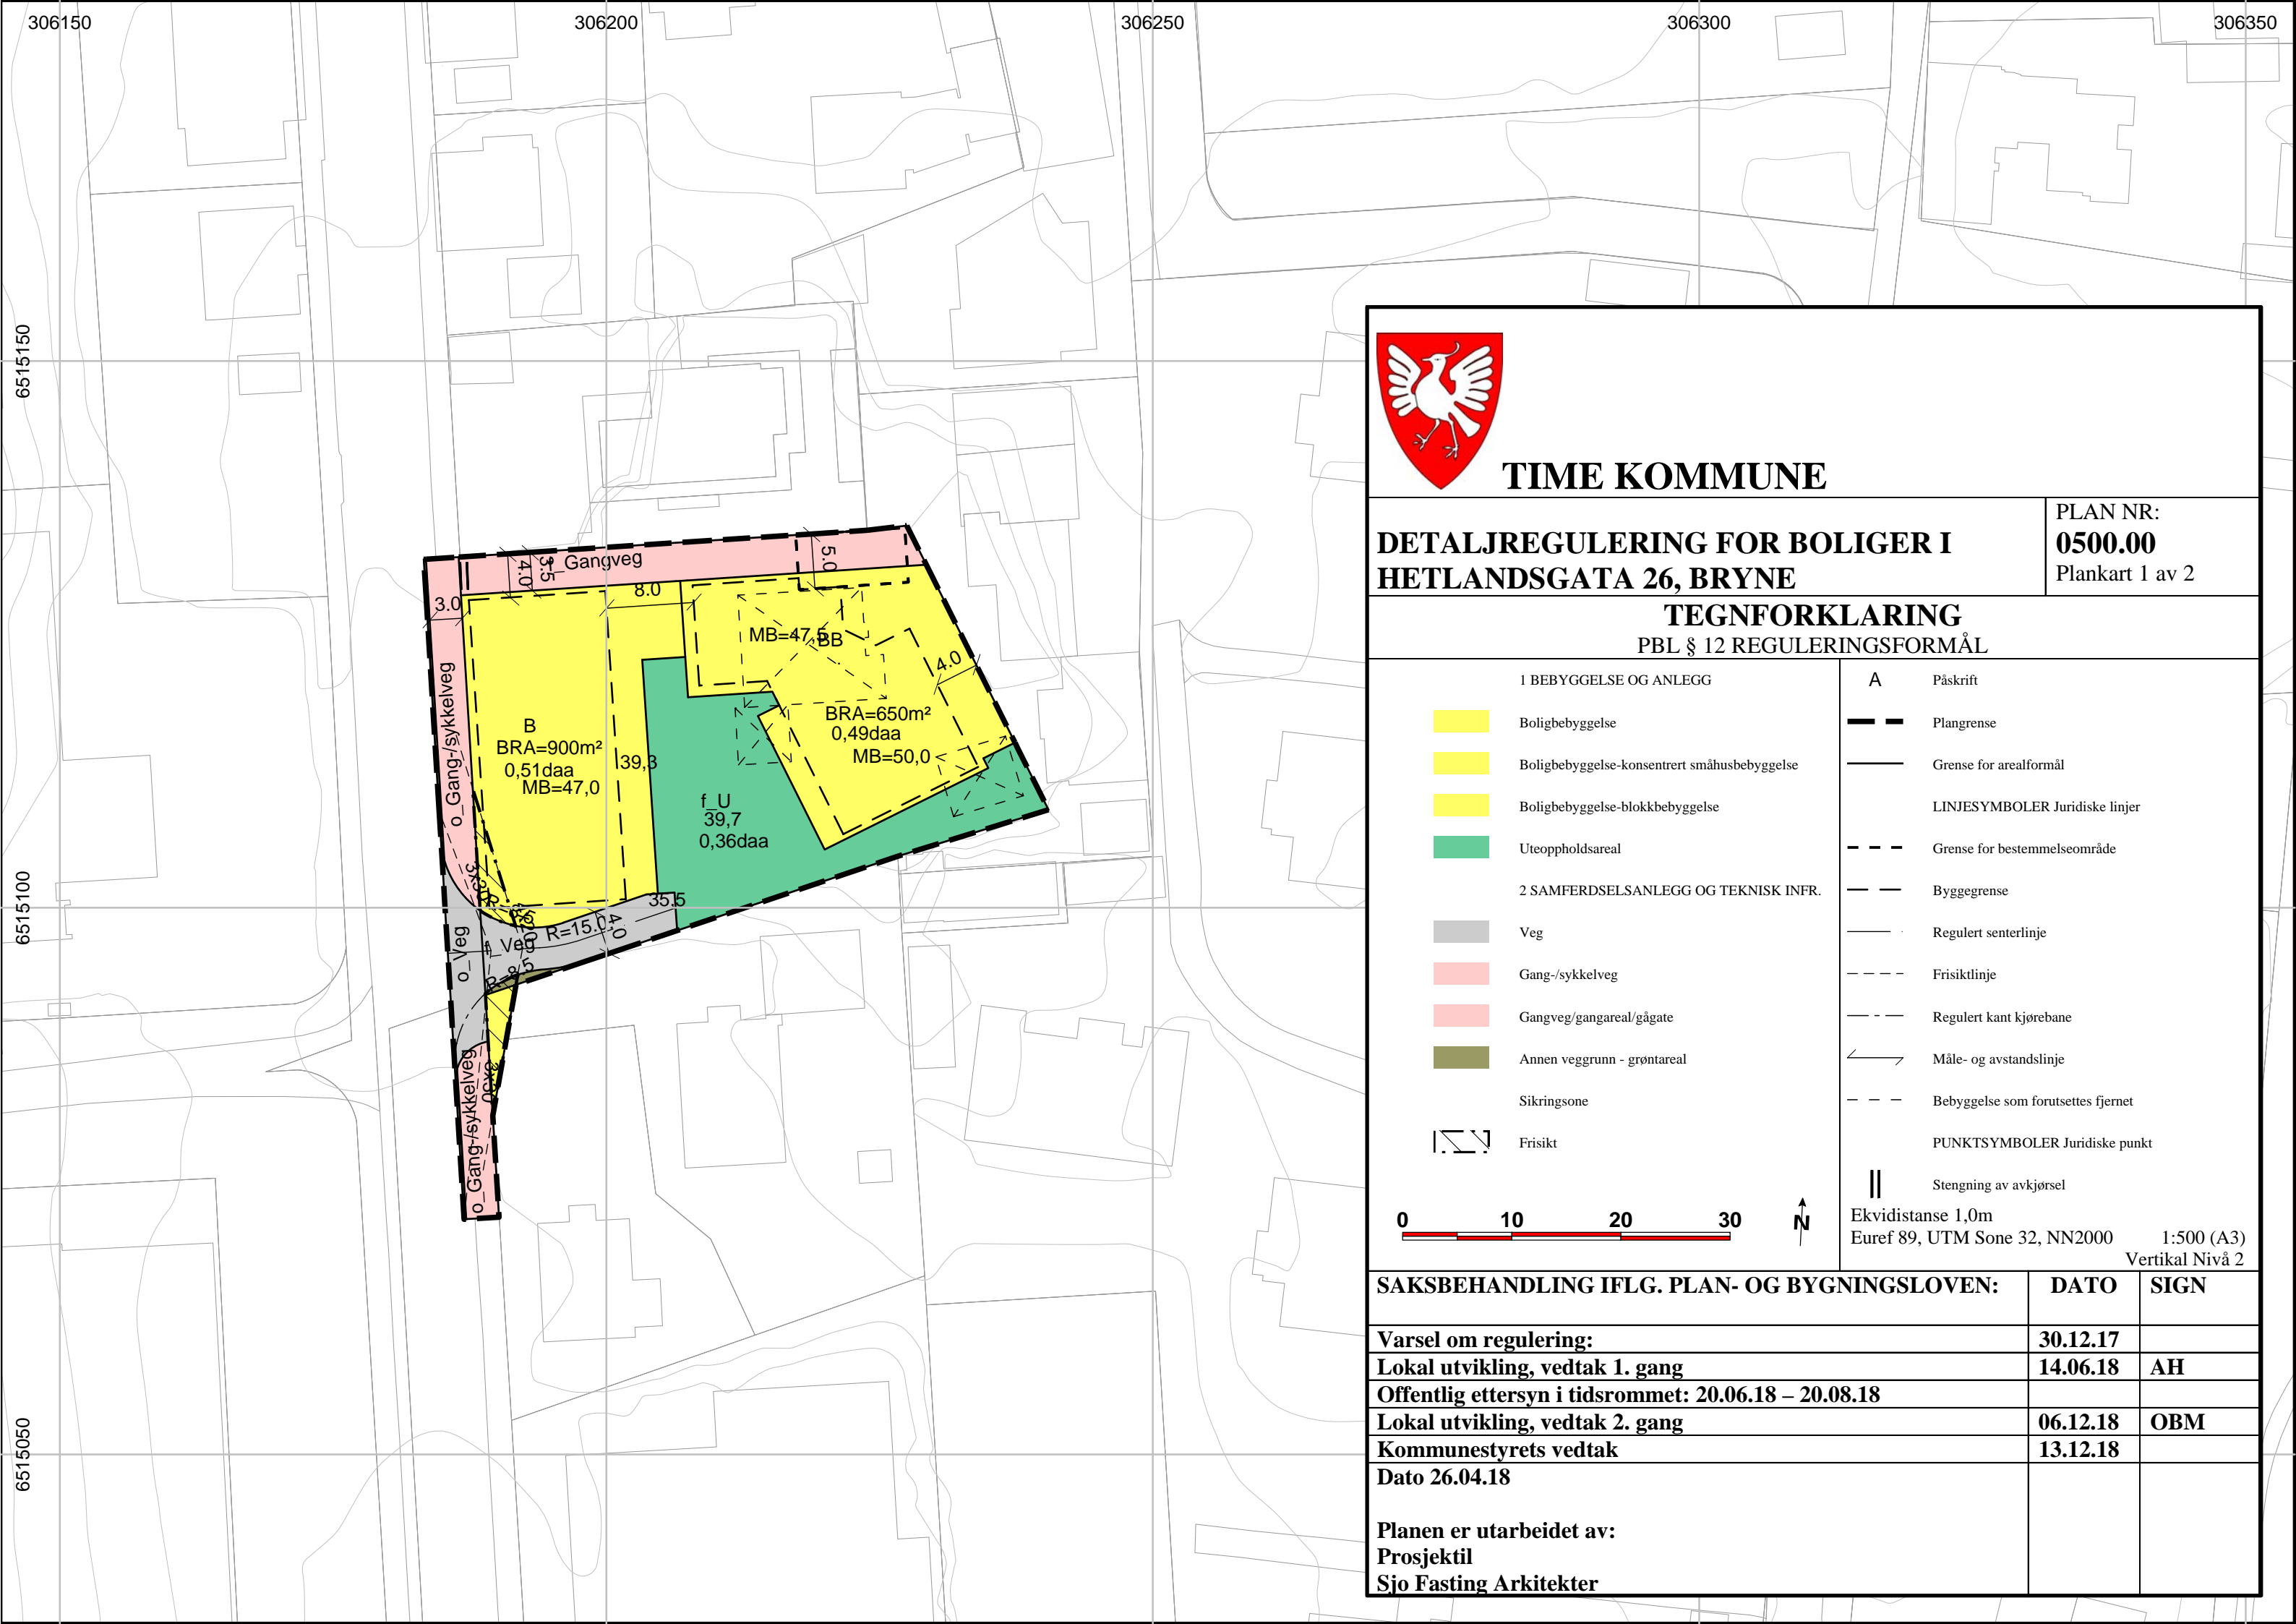 306150
306200
306250
306300
306350
6515150
6515100
6515050
Gangveg
4.0
3.5
5.0
3.0
8.0
MB=47,5
BB
4.0
o_Gang-/sykkelveg
B
BRA=900m²
0,51daa
MB=47,0
39,3
BRA=650m²
0,49daa
MB=50,0
f_U
39,7
0,36daa
35.5
R=15.0
4,0
o_Veg
f_Veg
R=8.5
o_Gang-/sykkelveg
TIME KOMMUNE
DETALJREGULERING FOR BOLIGER I
HETLANDSGATA 26, BRYNE
PLAN NR:
0500.00
Plankart 1 av 2
TEGNFORKLARING
PBL § 12 REGULERINGSFORMÅL
1 BEBYGGELSE OG ANLEGG
Boligbebyggelse
Boligbebyggelse-konsentrert småhusbebyggelse
Boligbebyggelse-blokkbebyggelse
Uteoppholdsareal
2 SAMFERDSELSANLEGG OG TEKNISK INFR.
Veg
Gang-/sykkelveg
Gangveg/gangareal/gågate
Annen veggrunn - grøntareal
Sikringsone
Frisikt
0 10 20 30
N
A Påskrift
Plangrense
Grense for arealformål
LINJESYMBOLER Juridiske linjer
Grense for bestemmelseområde
Byggegrense
Regulert senterlinje
Frisiktlinje
Regulert kant kjørebane
Måle- og avstandslinje
Bebyggelse som forutsettes fjernet
PUNKTSYMBOLER Juridiske punkt
Stengning av avkjørsel
Ekvidistanse 1,0m
Euref 89, UTM Sone 32, NN2000 1:500 (A3)
Vertikal Nivå 2
SAKSBEHANDLING IFLG. PLAN- OG BYGNINGSLOVEN: DATO SIGN
Varsel om regulering: 30.12.17
Lokal utvikling, vedtak 1. gang 14.06.18 AH
Offentlig ettersyn i tidsrommet: 20.06.18 – 20.08.18
Lokal utvikling, vedtak 2. gang 06.12.18 OBM
Kommunestyrets vedtak 13.12.18
Dato 26.04.18
Planen er utarbeidet av:
Prosjektil
Sjo Fasting Arkitekter